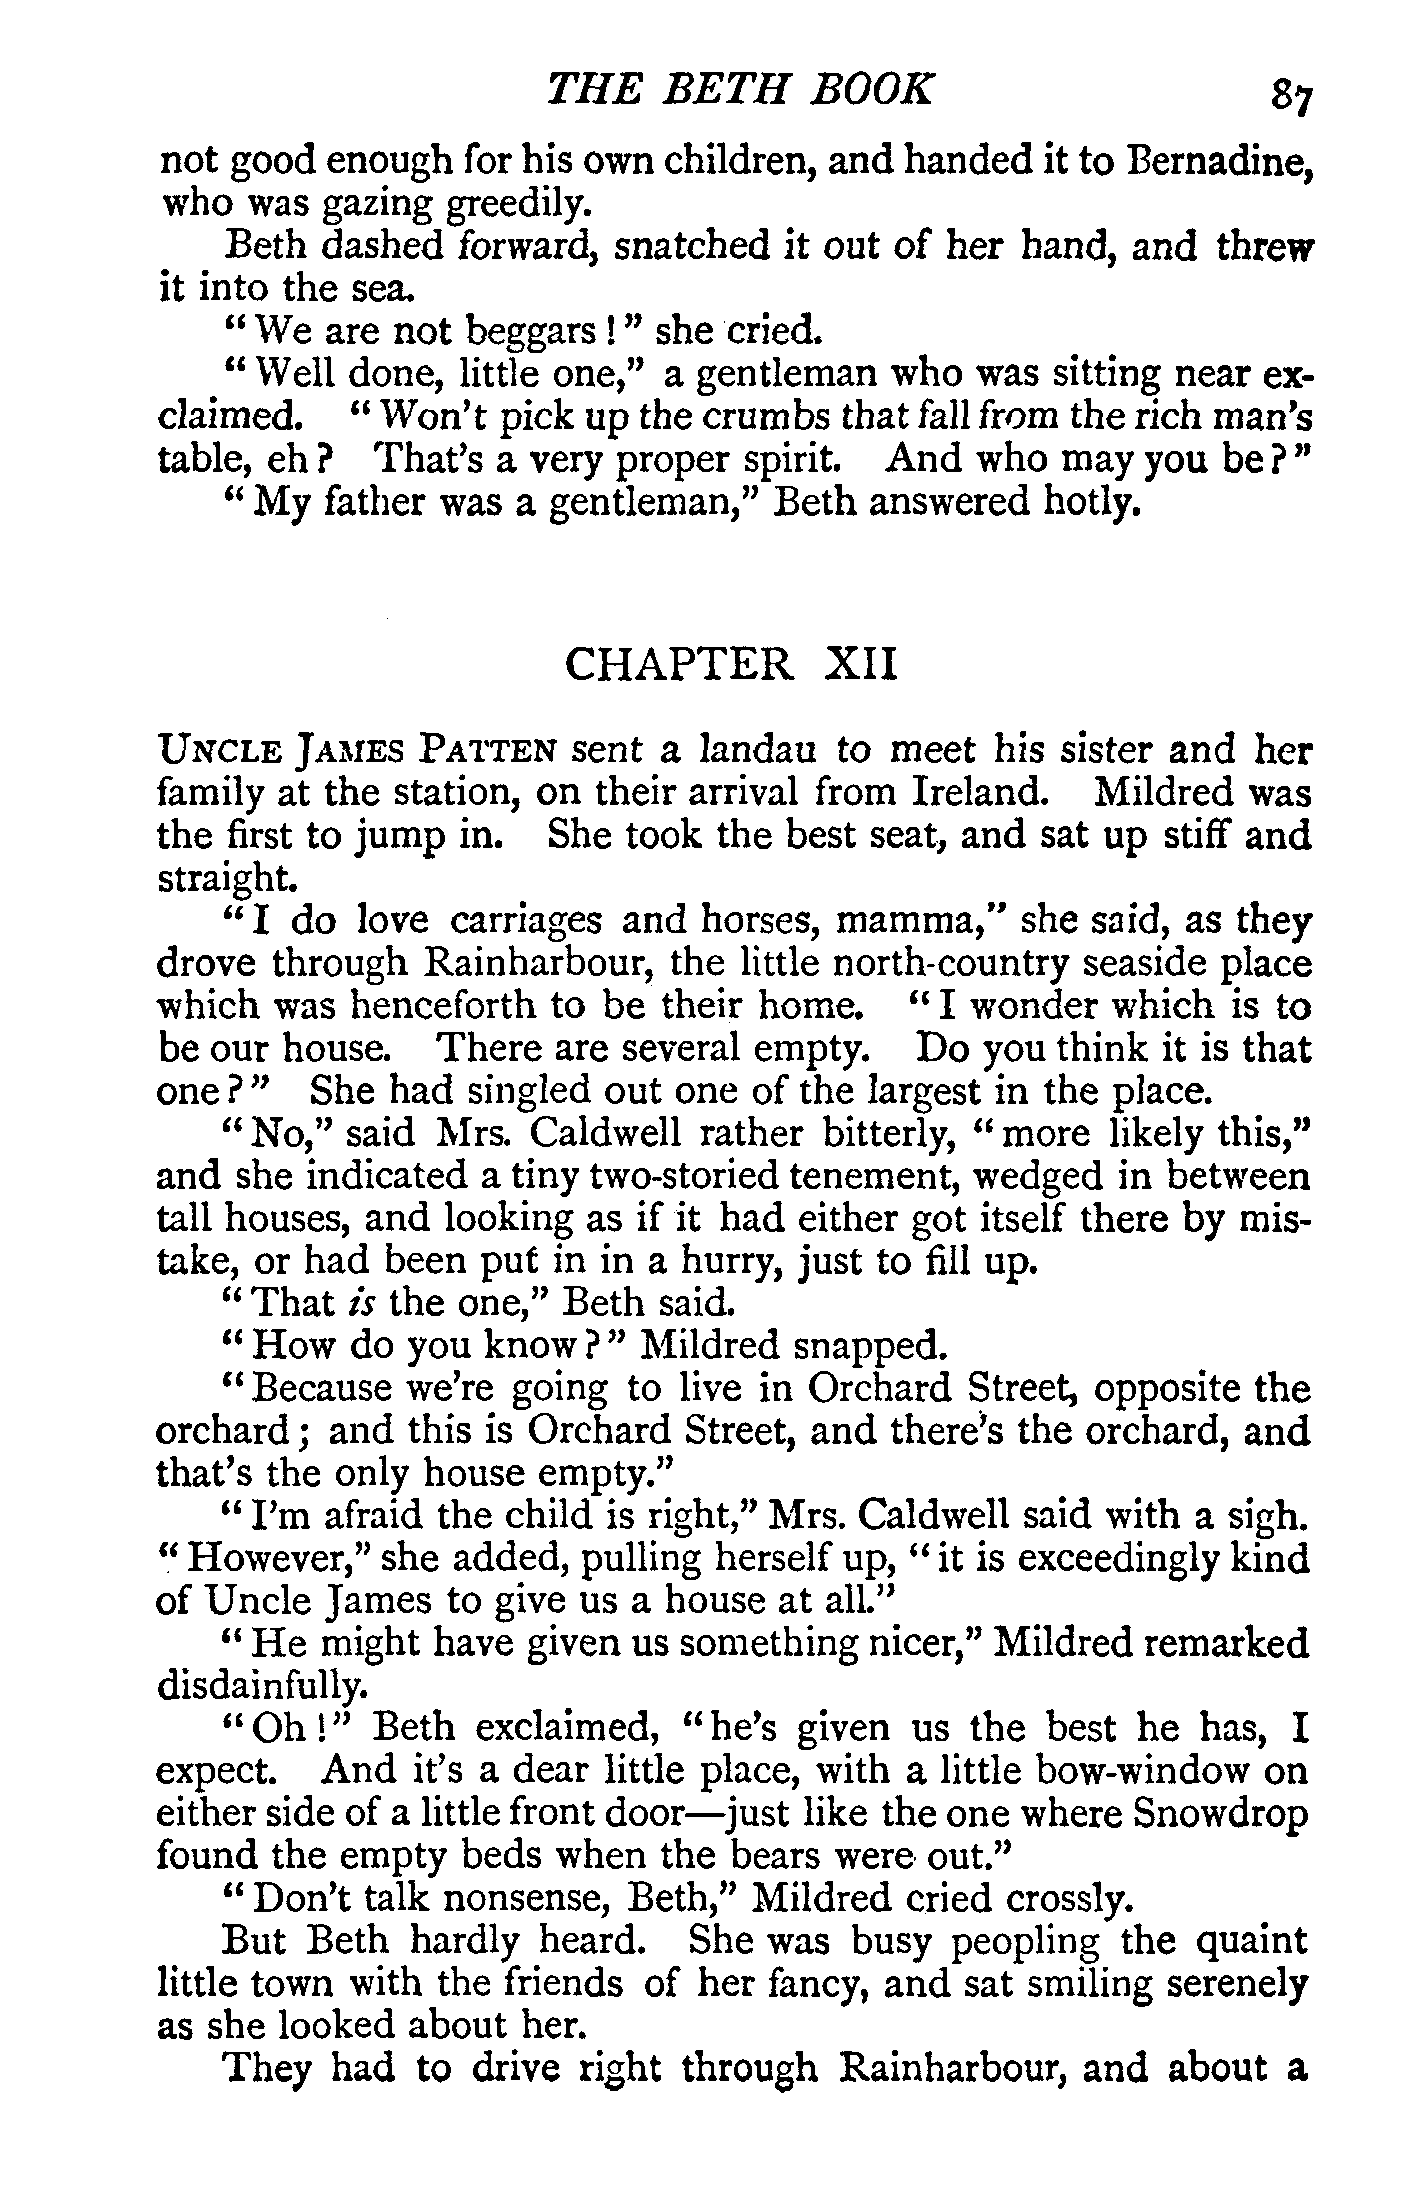 THE BETH BOOK 87
not good enough for his own children, and handed it to Bernadine,
who was gazing greedily.
Beth dashed forward, snatched it out of her hand, and threw
it into the sea.
“We are not beggars!” she cried.
“Well done, little one,” a gentleman who was sitting near ex-
claimed. “Won’t pick up the crumbs that fall from the rich man’s
table, eh? That’s a very proper spirit. And who may you be?”
“My father was a gentleman,” Beth answered hotly.
CHAPTER XII
UNCLE JAMES PATTEN sent a landau to meet his sister and her
family at the station, on their arrival from Ireland. Mildred was
the first to jump in. She took the best seat, and sat up stiff and
straight.
“I do love carriages and horses, mamma,” she said, as they
drove through Rainharbour, the little north-country seaside place
which was henceforth to be their home. “I wonder which is to
be our house. There are several empty. Do you think it is that
one?” She had singled out one of the largest in the place.
“No,” said Mrs. Caldwell rather bitterly, “more likely this,”
and she indicated a tiny two-storied tenement, wedged in between
tall houses, and looking as if it had either got itself there by mis-
take, or had been put in in a hurry, just to fill up.
“That is the one,” Beth said.
“How do you know?” Mildred snapped.
“Because we’re going to live in Orchard Street, opposite the
orchard; and this is Orchard Street, and there’s the orchard, and
that’s the only house empty.”
“I’m afraid the child is right,” Mrs. Caldwell said with a sigh.
“However,” she added, pulling herself up, “it is exceedingly kind
of Uncle James to give us a house at all.”
“He might have given us something nicer,” Mildred remarked
disdainfully.
“Oh!” Beth exclaimed, “he’s given us the best he has, I
expect. And it’s a dear little place, with a little bow-window on
either side of a little front door—just like the one where Snowdrop
found the empty beds when the bears were out.”
“Don’t talk nonsense, Beth,” Mildred cried crossly.
But Beth hardly heard. She was busy peopling the quaint
little town with the friends of her fancy, and sat smiling serenely
as she looked about her.
They had to drive right through Rainharbour, and about a